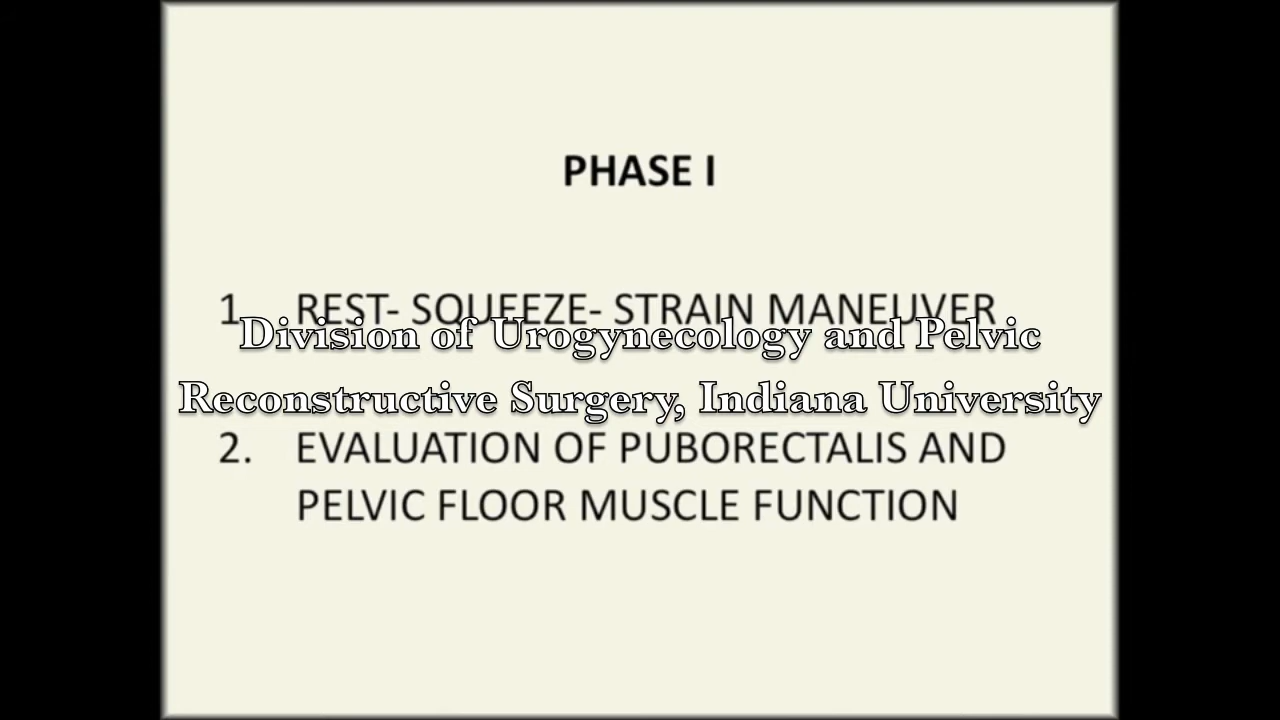 PHASE I
1. REST- SQUEEZE- STRAIN MANEUVER
Division of Urogynecology and Pelvic
Reconstructive Surgery, Indiana University
2. EVALUATION OF PUBORECTALIS AND
PELVIC FLOOR MUSCLE FUNCTION